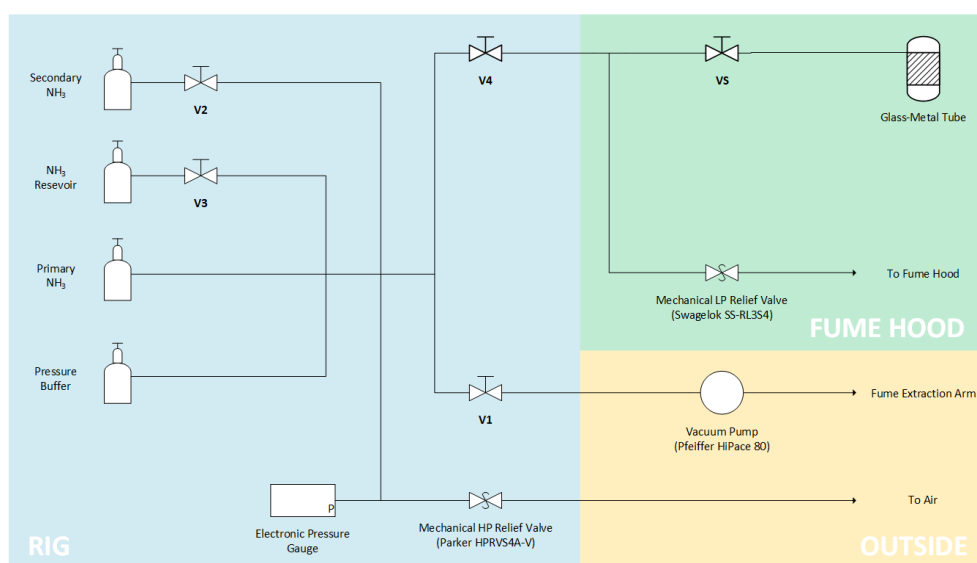 Secondary
NH₃
V2
NH₃
Resevoir
V3
Primary
NH₃
Pressure
Buffer
V4
VS
Glass-Metal Tube
To Fume Hood
Mechanical LP Relief Valve
(Swagelok SS-RL3S4)
FUME HOOD
V1
Fume Extraction Arm
Vacuum Pump
(Pfeiffer HiPace 80)
P
Electronic Pressure
Gauge
Mechanical HP Relief Valve
(Parker HPRVS4A-V)
To Air
RIG
OUTSIDE